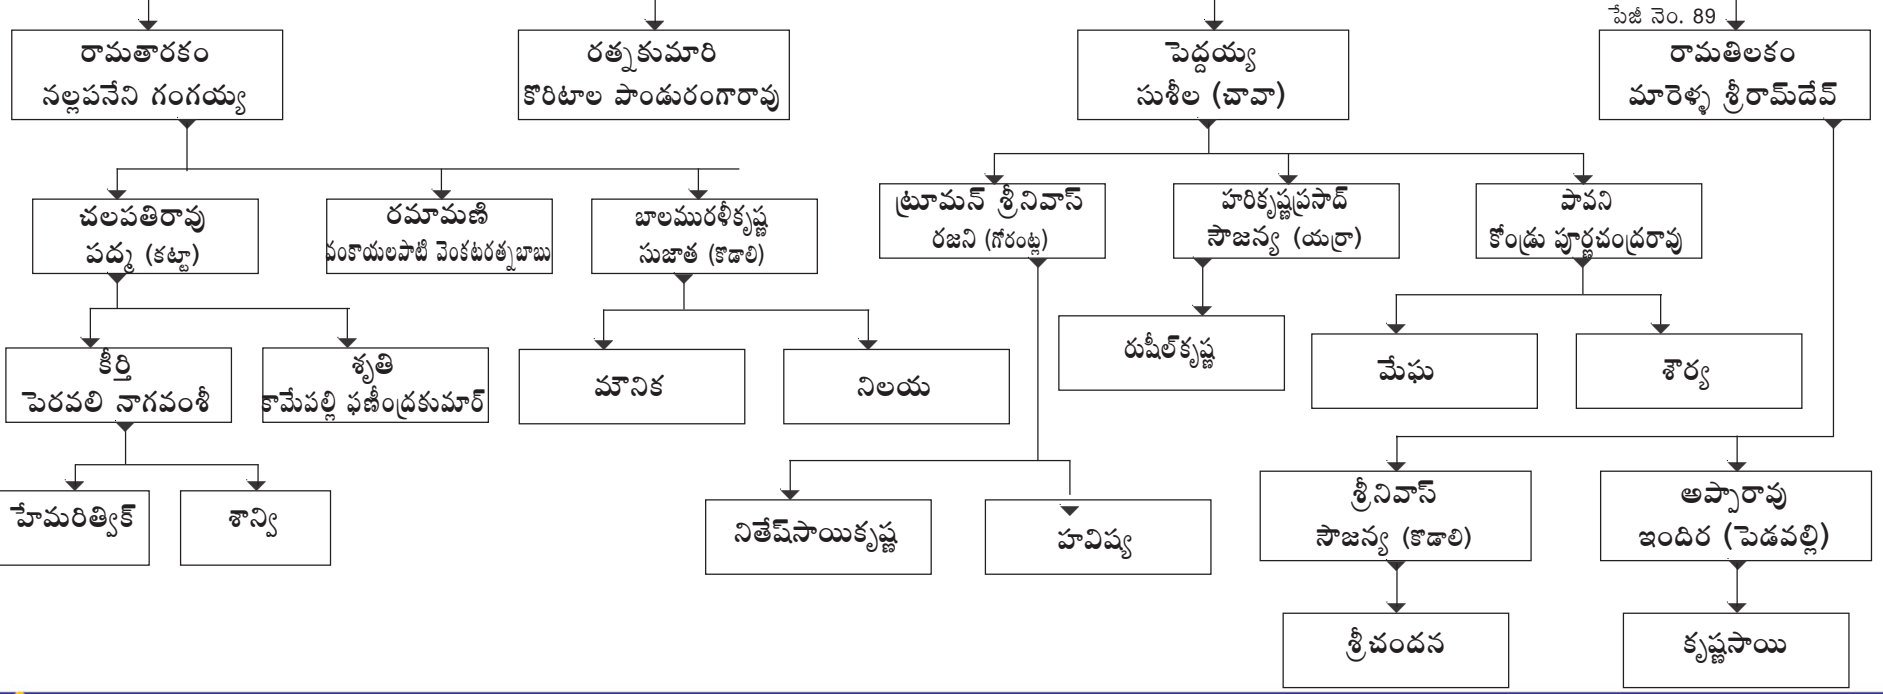 పేజీ నెం. 89
రామతారకం
నల్లపనేని గంగయ్య
రత్నకుమారి
కొరిటాల పాండురంగారావు
పెద్దయ్య
సుశీల (చావా)
రామతిలకం
మారెళ్ళ శ్రీరామ్‌దేవ్
చలపతిరావు
పద్మ (కట్టా)
రమామణి
వంకాయలపాటి వెంకటరత్నబాబు
బాలమురళీకృష్ణ
సుజాత (కొడాలి)
ట్రూమన్ శ్రీనివాస్
రజని (గోరంట్ల)
హరికృష్ణప్రసాద్
సౌజన్య (యర్రా)
పావని
కోండ్రు పూర్ణచంద్రరావు
కీర్తి
పెరవలి నాగవంశీ
శృతి
కామేపల్లి ఫణీంద్రకుమార్
మౌనిక
నిలయ
రుషీల్‌కృష్ణ
మేఘ
శౌర్య
హేమరిత్విక్
శాన్వి
నితేష్‌సాయికృష్ణ
హవిష్య
శ్రీనివాస్
సౌజన్య (కొడాలి)
అప్పారావు
ఇందిర (పెడవల్లి)
శ్రీచందన
కృష్ణసాయి